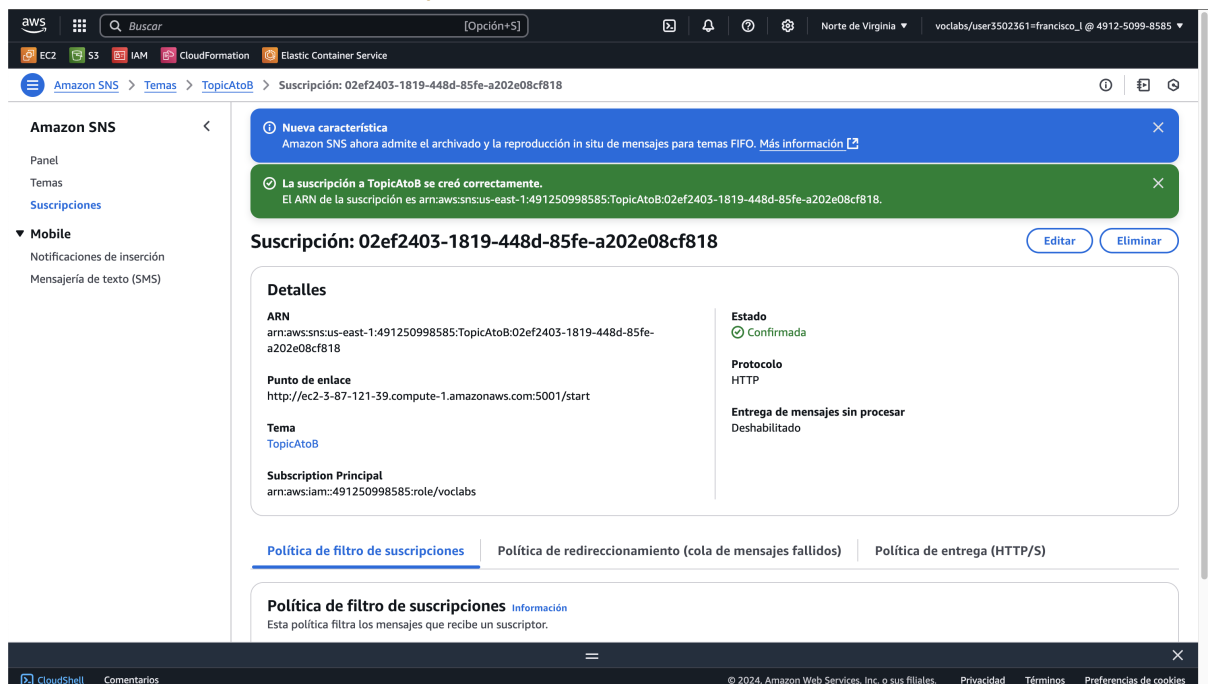 aws
Buscar [Opción+S]
Norte de Virginia ▼
voclabs/user3502361=francisco_l @ 4912-5099-8585 ▼
EC2 S3 IAM CloudFormation Elastic Container Service
Amazon SNS > Temas > TopicAtoB > Suscripción: 02ef2403-1819-448d-85fe-a202e08cf818
Amazon SNS
Panel
Temas
Suscripciones
▼ Mobile
Notificaciones de inserción
Mensajería de texto (SMS)
Nueva característica
Amazon SNS ahora admite el archivado y la reproducción in situ de mensajes para temas FIFO. Más información
La suscripción a TopicAtoB se creó correctamente.
El ARN de la suscripción es arn:aws:sns:us-east-1:491250998585:TopicAtoB:02ef2403-1819-448d-85fe-a202e08cf818.
Suscripción: 02ef2403-1819-448d-85fe-a202e08cf818
Editar
Eliminar
Detalles
ARN
arn:aws:sns:us-east-1:491250998585:TopicAtoB:02ef2403-1819-448d-85fe-
a202e08cf818
Punto de enlace
http://ec2-3-87-121-39.compute-1.amazonaws.com:5001/start
Tema
TopicAtoB
Subscription Principal
arn:aws:iam::491250998585:role/voclabs
Estado
Confirmada
Protocolo
HTTP
Entrega de mensajes sin procesar
Deshabilitado
Política de filtro de suscripciones
Política de redireccionamiento (cola de mensajes fallidos)
Política de entrega (HTTP/S)
Política de filtro de suscripciones Información
Esta política filtra los mensajes que recibe un suscriptor.
CloudShell Comentarios
© 2024, Amazon Web Services, Inc. o sus filiales. Privacidad Términos Preferencias de cookies